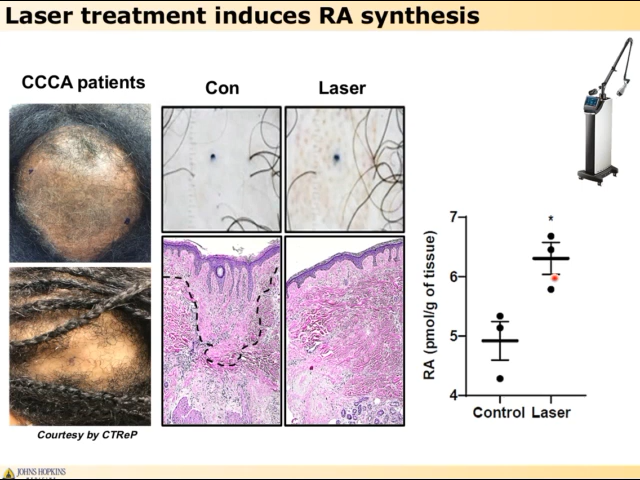 Laser treatment induces RA synthesis
CCCA patients
Con
Laser
Courtesy by CTReP
RA (pmol/g of tissue)
7
6
5
4
*
Control Laser
JOHNS HOPKINS